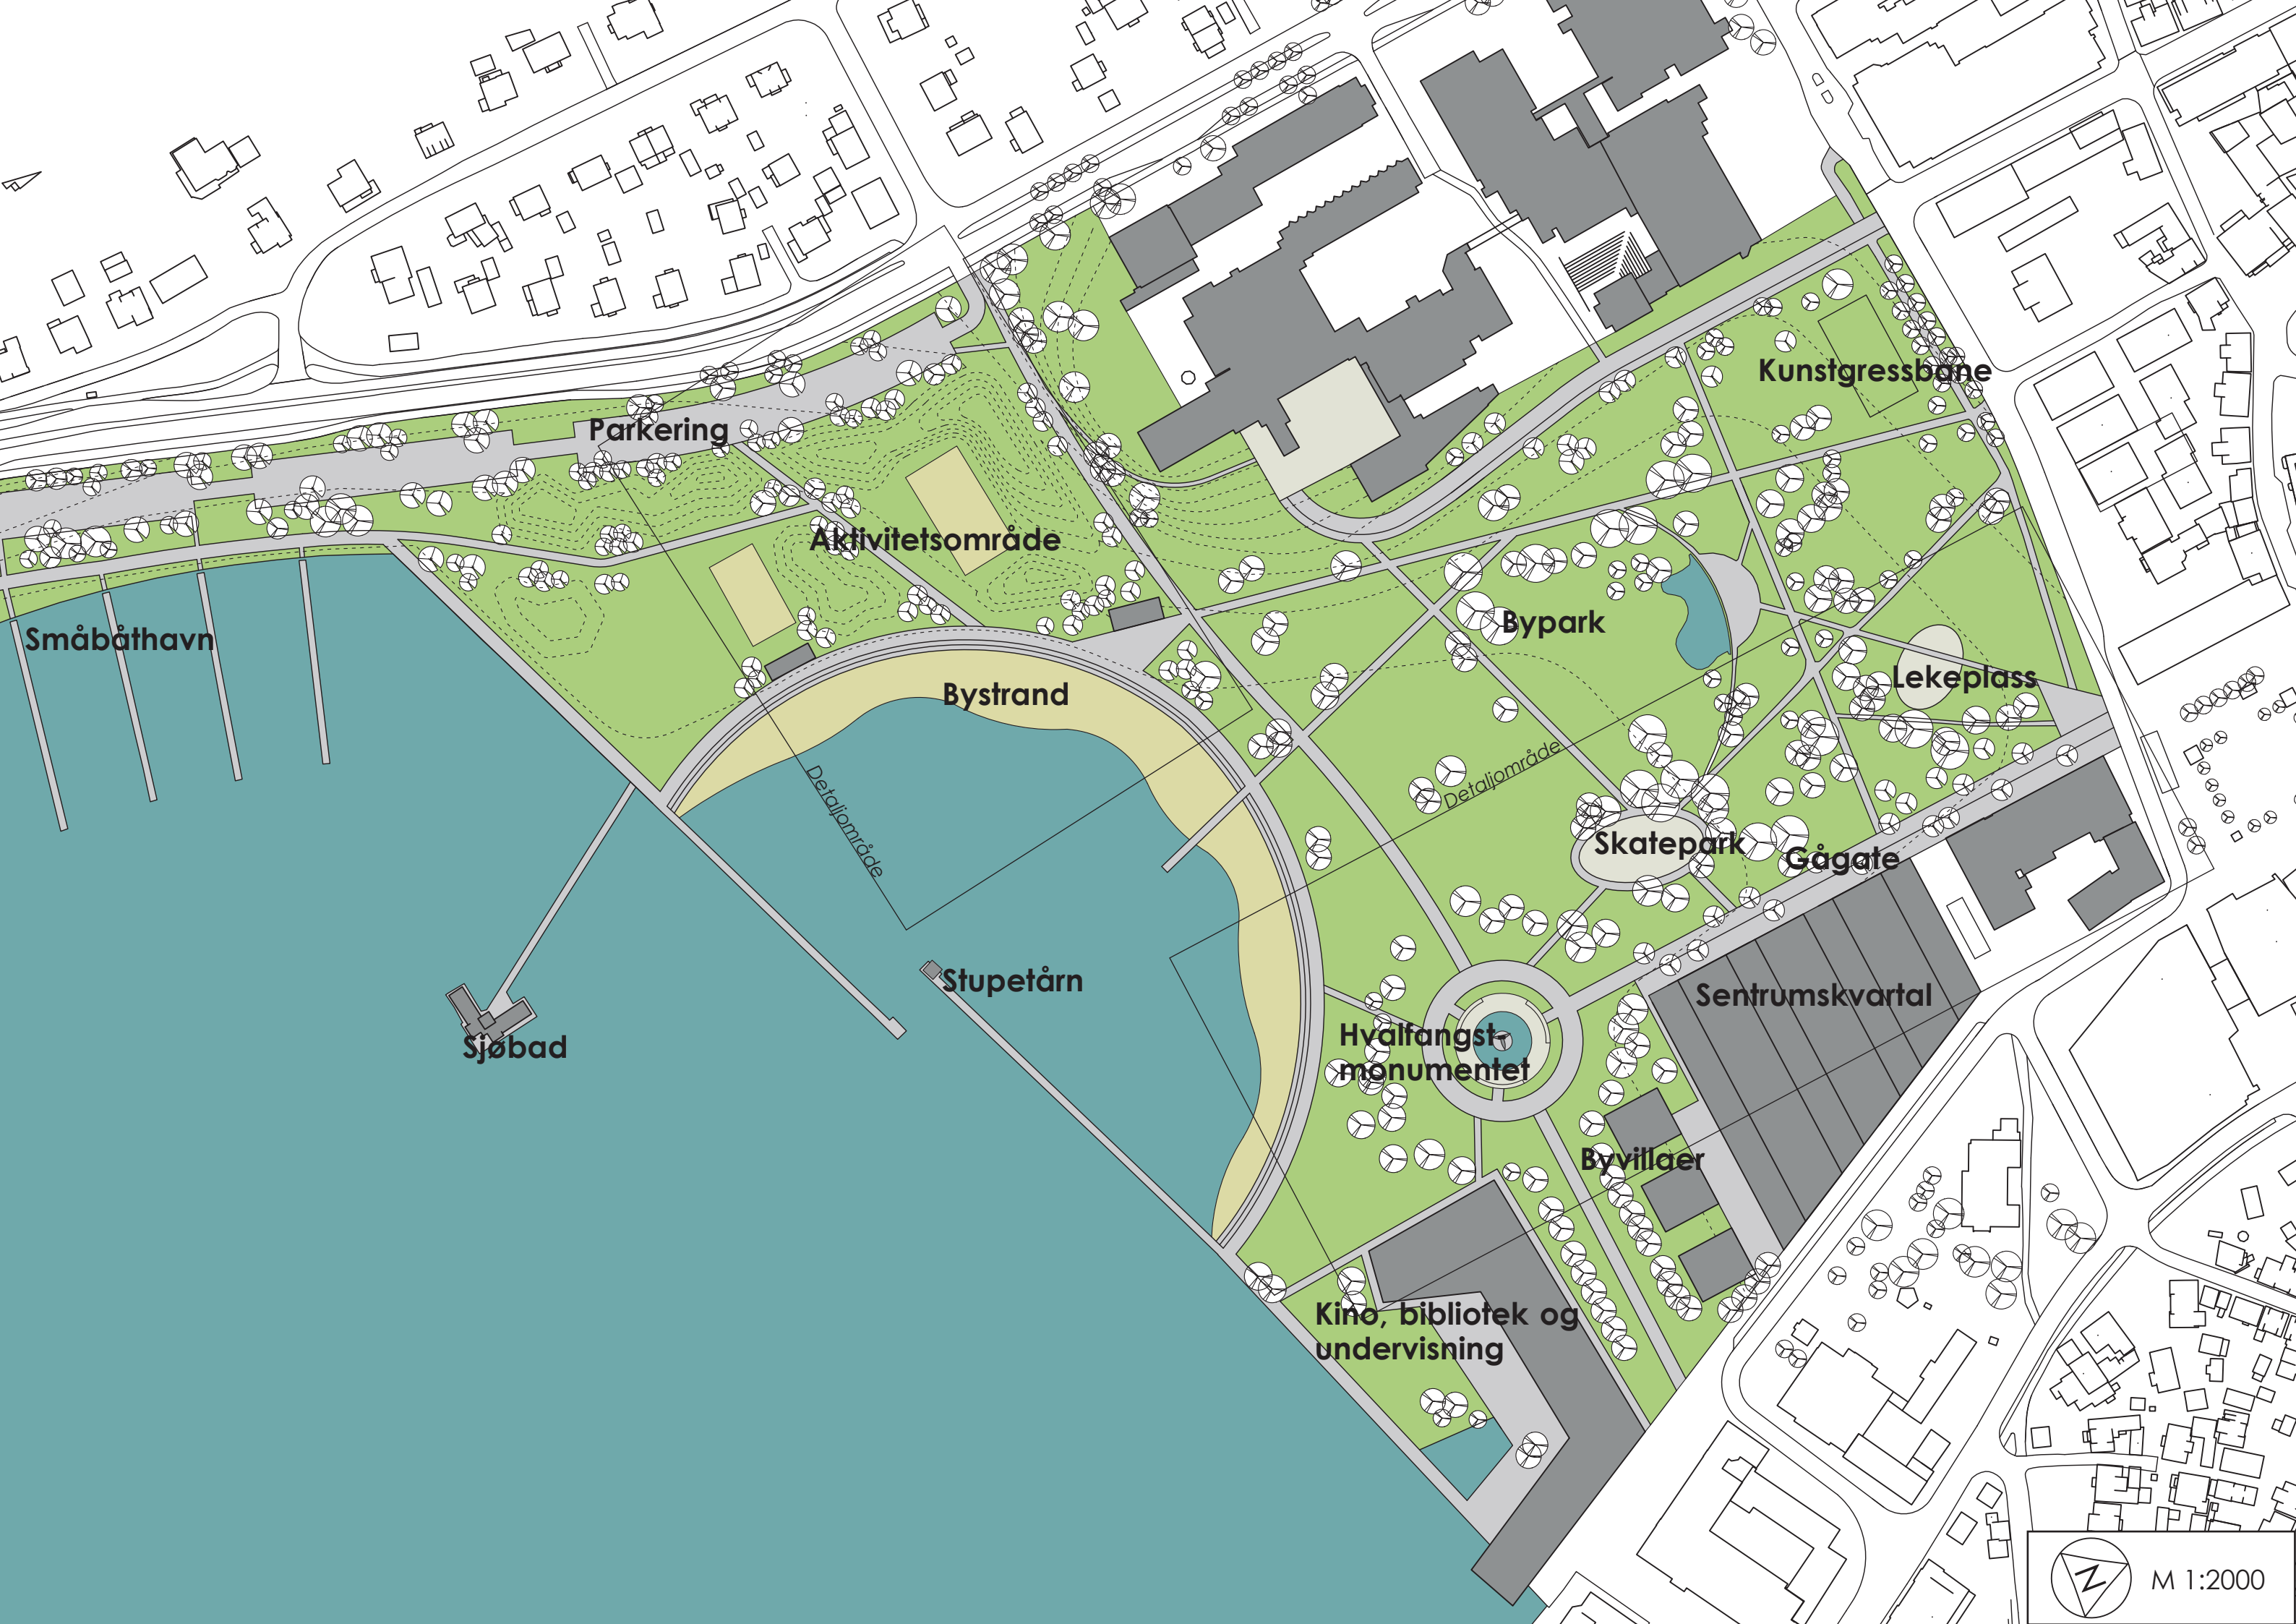 Kunstgressbane
Parkering
Aktivitetsområde
Bypark
Småbåthavn
Lekeplass
Bystrand
Detaljområde
Detaljområde
Skatepark
Gågate
Stupetårn
Sentrumskvartal
Sjøbad
Hvalfangst-
monumentet
Byvillaer
Kino, bibliotek og
undervisning
N
M 1:2000